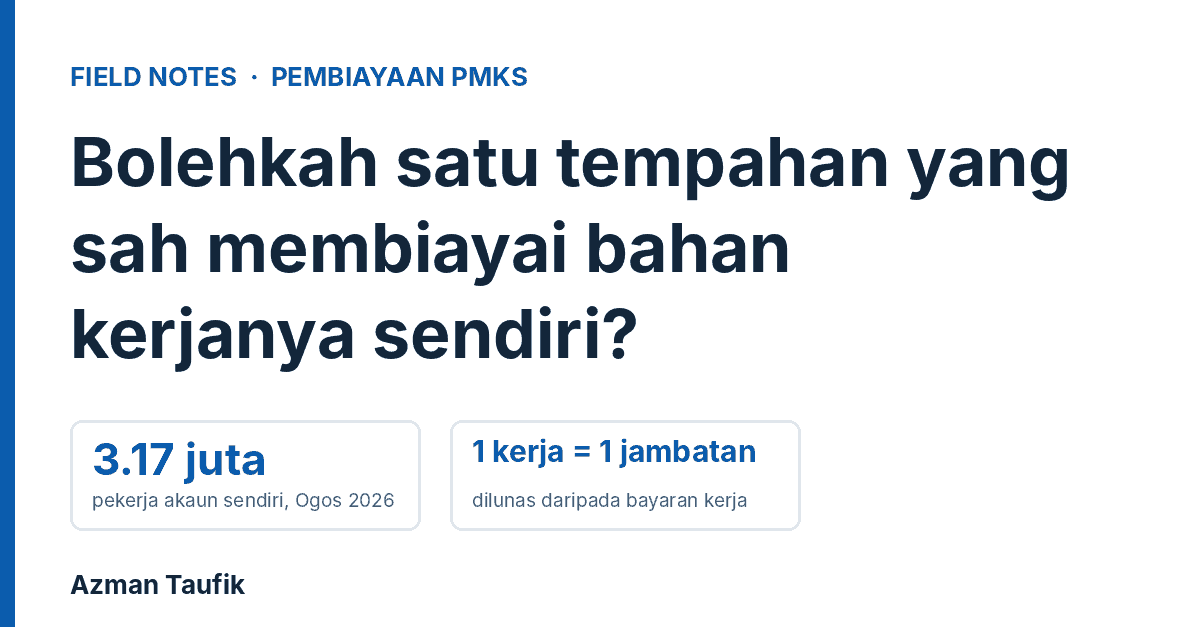 FIELD NOTES · PEMBIAYAAN PMKS
Bolehkah satu tempahan yang
sah membiayai bahan
kerjanya sendiri?
3.17 juta
pekerja akaun sendiri, Ogos 2026
1 kerja = 1 jambatan
dilunas daripada bayaran kerja
Azman Taufik